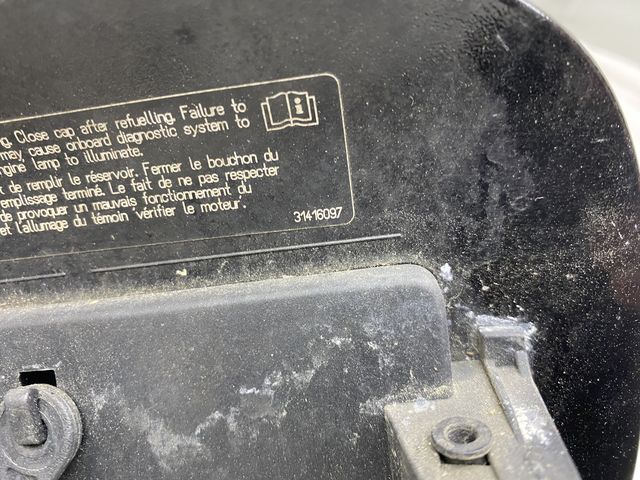 Close cap after refuelling. Failure to
may, cause onboard diagnostic system to
lamp to illuminate.
de remplir le réservoir. Fermer le bouchon du
remplissage terminé. Le fait de ne pas respecter
de provoquer un mauvais fonctionnement du
et l'allumage du témoin 'vérifier le moteur'.
31416097